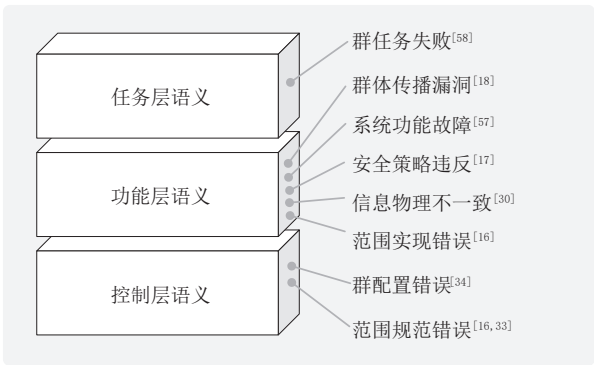 任务层语义
功能层语义
控制层语义
群任务失败[58]
群体传播漏洞[18]
系统功能故障[57]
安全策略违反[17]
信息物理不一致[30]
范围实现错误[16]
群配置错误[34]
范围规范错误[16,33]